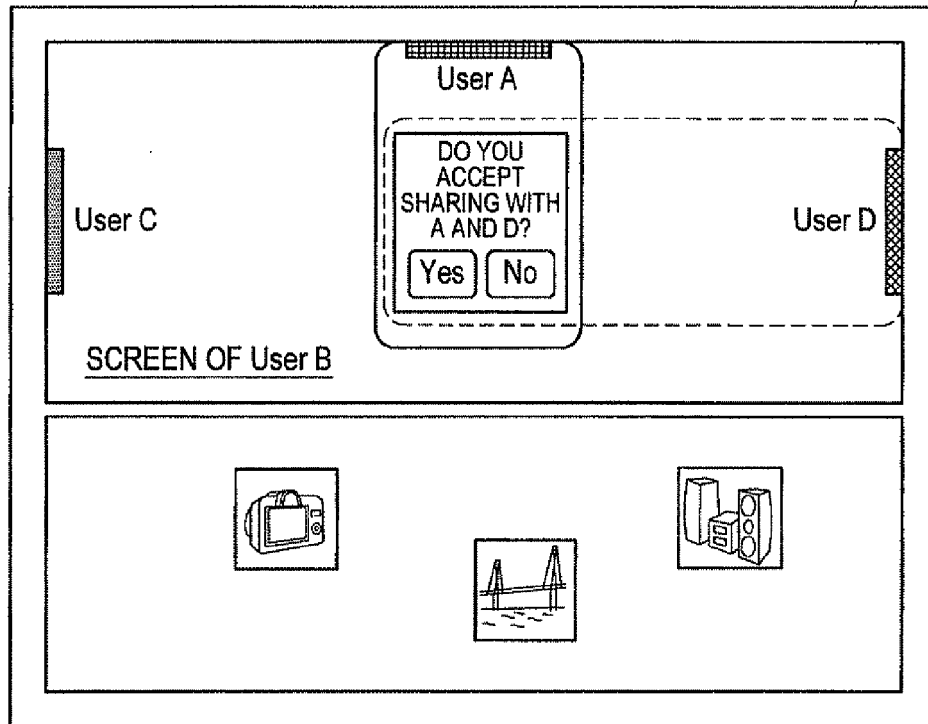 User A
DO YOU
ACCEPT
SHARING WITH
A AND D?
Yes No
User C
User D
SCREEN OF User B